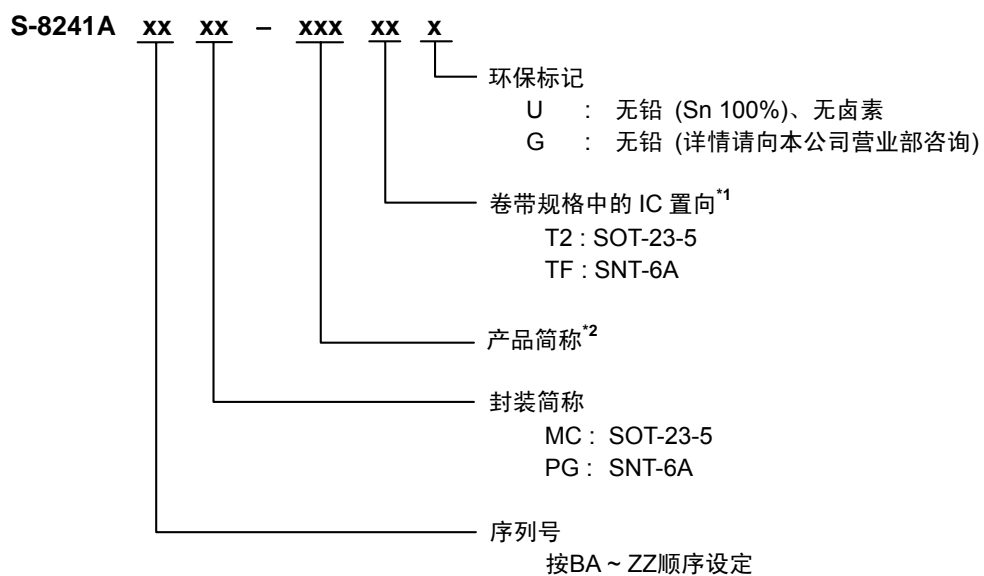 S-8241A xx xx – xxx xx x
环保标记
U : 无铅 (Sn 100%)、无卤素
G : 无铅 (详情请向本公司营业部咨询)
卷带规格中的 IC 置向*1
T2 : SOT-23-5
TF : SNT-6A
产品简称*2
封装简称
MC : SOT-23-5
PG : SNT-6A
序列号
按BA ~ ZZ顺序设定